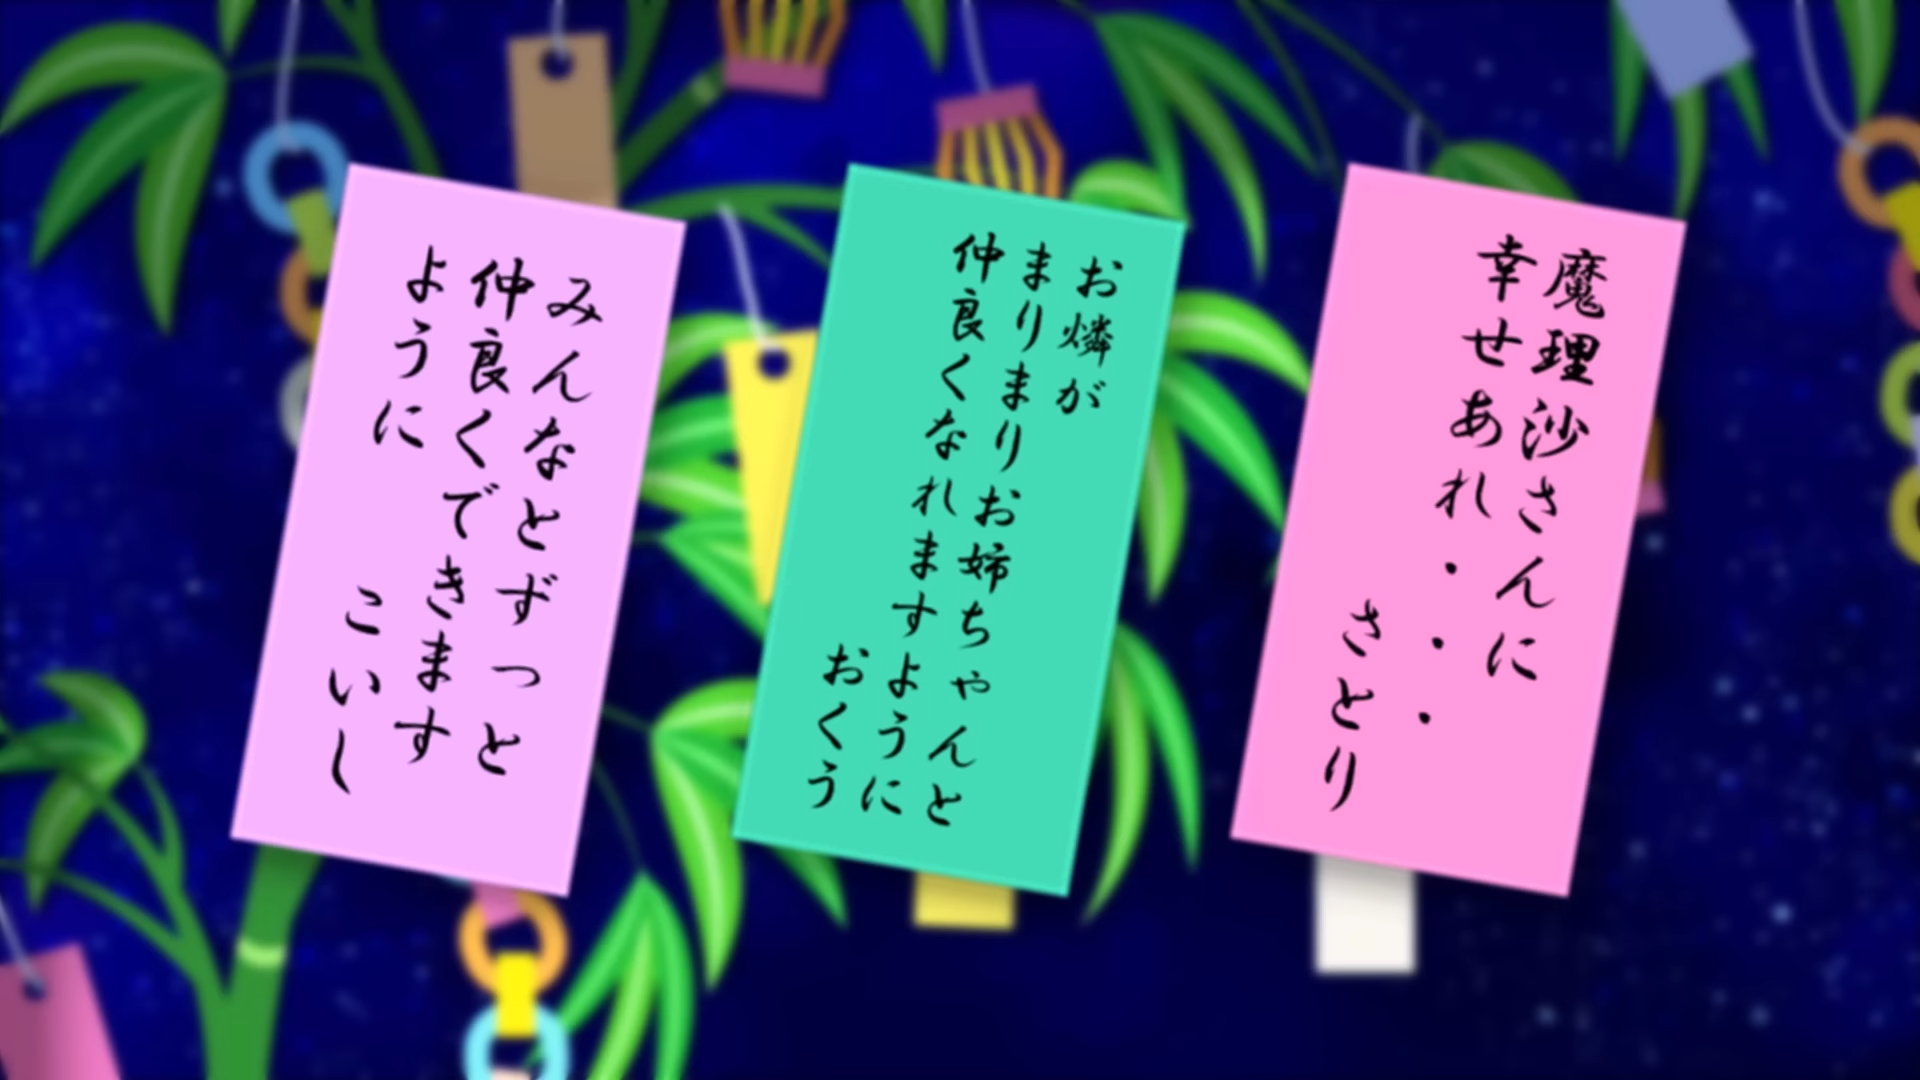 魔理沙さんに
幸せあれ・・・
さとり
お燐が
まりまりお姉ちゃんと
仲良くなれますように
おくう
みんなとずっと
仲良くできます
ように
こいし